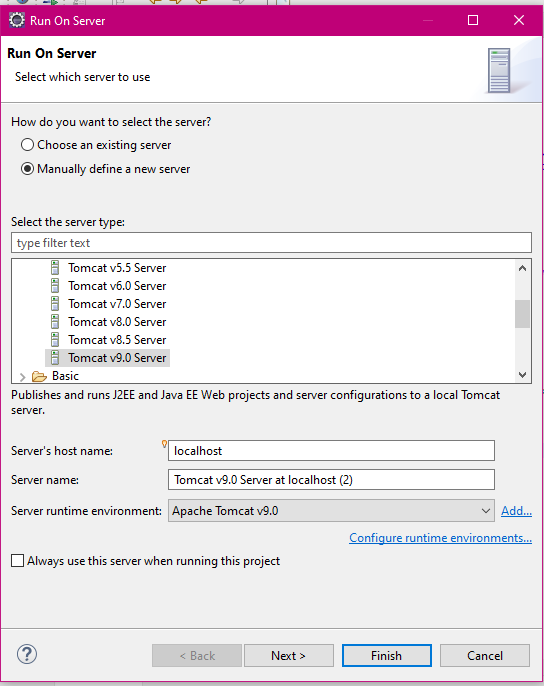 Run On Server
Run On Server
Select which server to use
How do you want to select the server?
Choose an existing server
Manually define a new server
Select the server type:
type filter text
Tomcat v5.5 Server
Tomcat v6.0 Server
Tomcat v7.0 Server
Tomcat v8.0 Server
Tomcat v8.5 Server
Tomcat v9.0 Server
Basic
Publishes and runs J2EE and Java EE Web projects and server configurations to a local Tomcat
server.
Server's host name: localhost
Server name: Tomcat v9.0 Server at localhost (2)
Server runtime environment: Apache Tomcat v9.0 Add...
Configure runtime environments...
Always use this server when running this project
? < Back Next > Finish Cancel